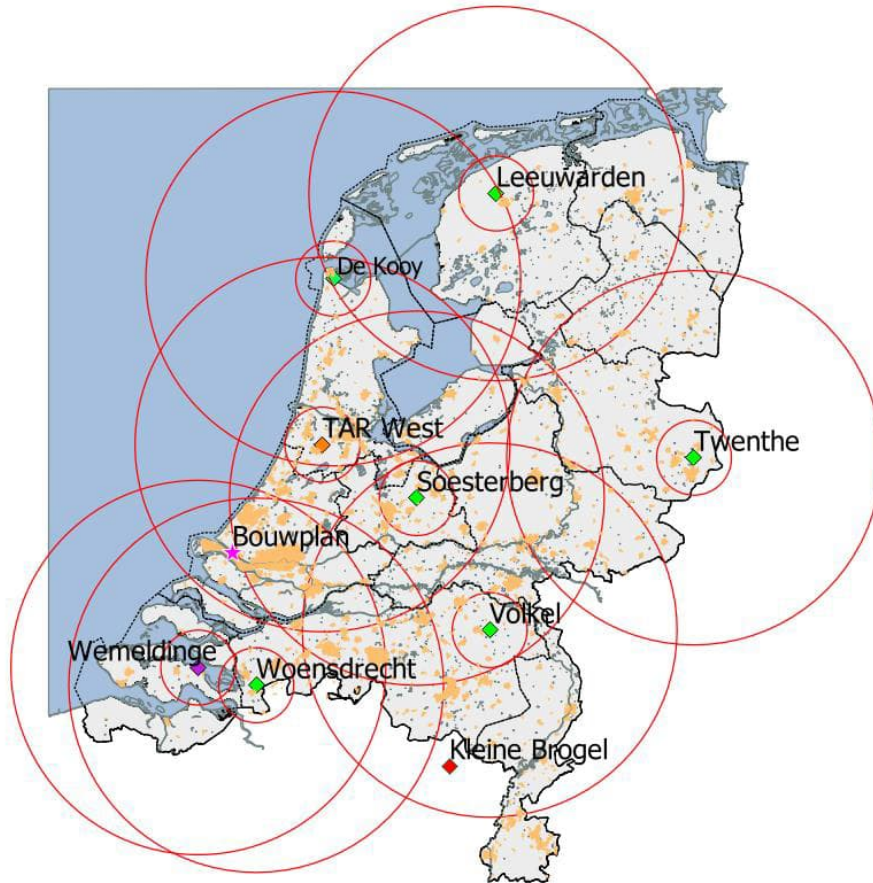 Leeuwarden
De Kooy
TAR West
Twenthe
Soesterberg
Bouwplan
Volkel
Wemeldinge
Woensdrecht
Kleine Brogel